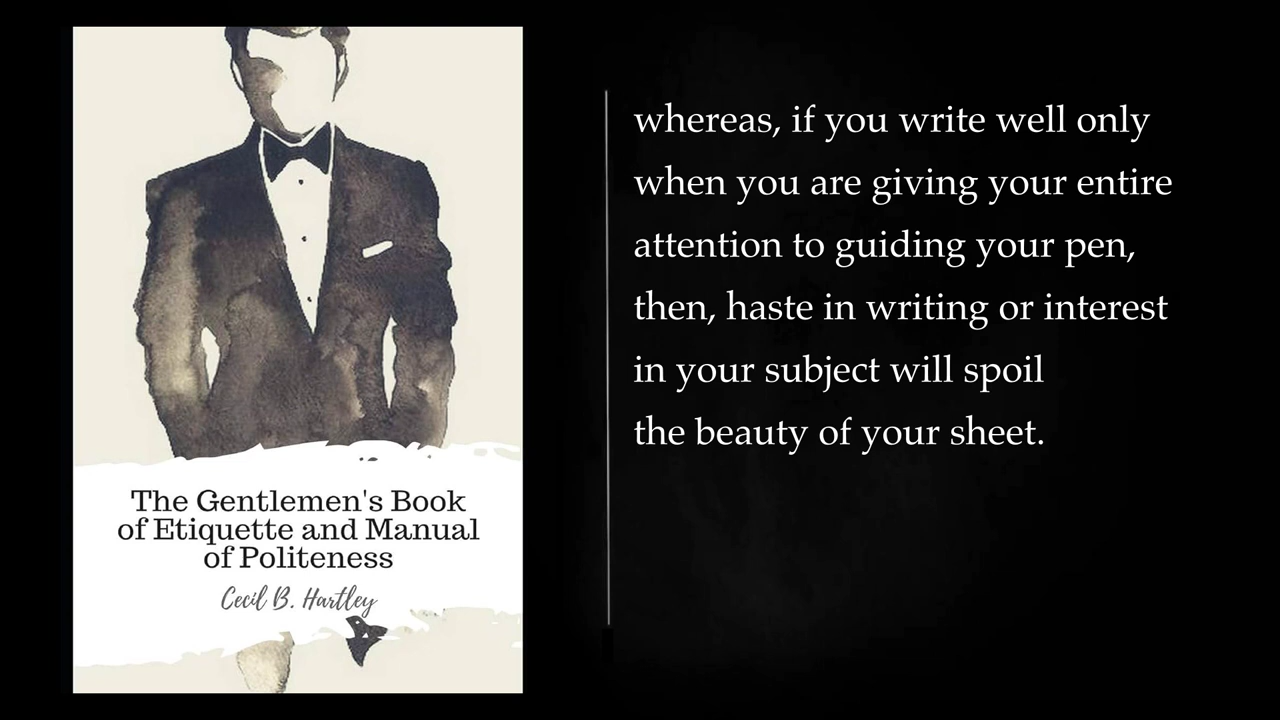 The Gentlemen's Book
of Etiquette and Manual
of Politeness
Cecil B. Hartley
whereas, if you write well only
when you are giving your entire
attention to guiding your pen,
then, haste in writing or interest
in your subject will spoil
the beauty of your sheet.